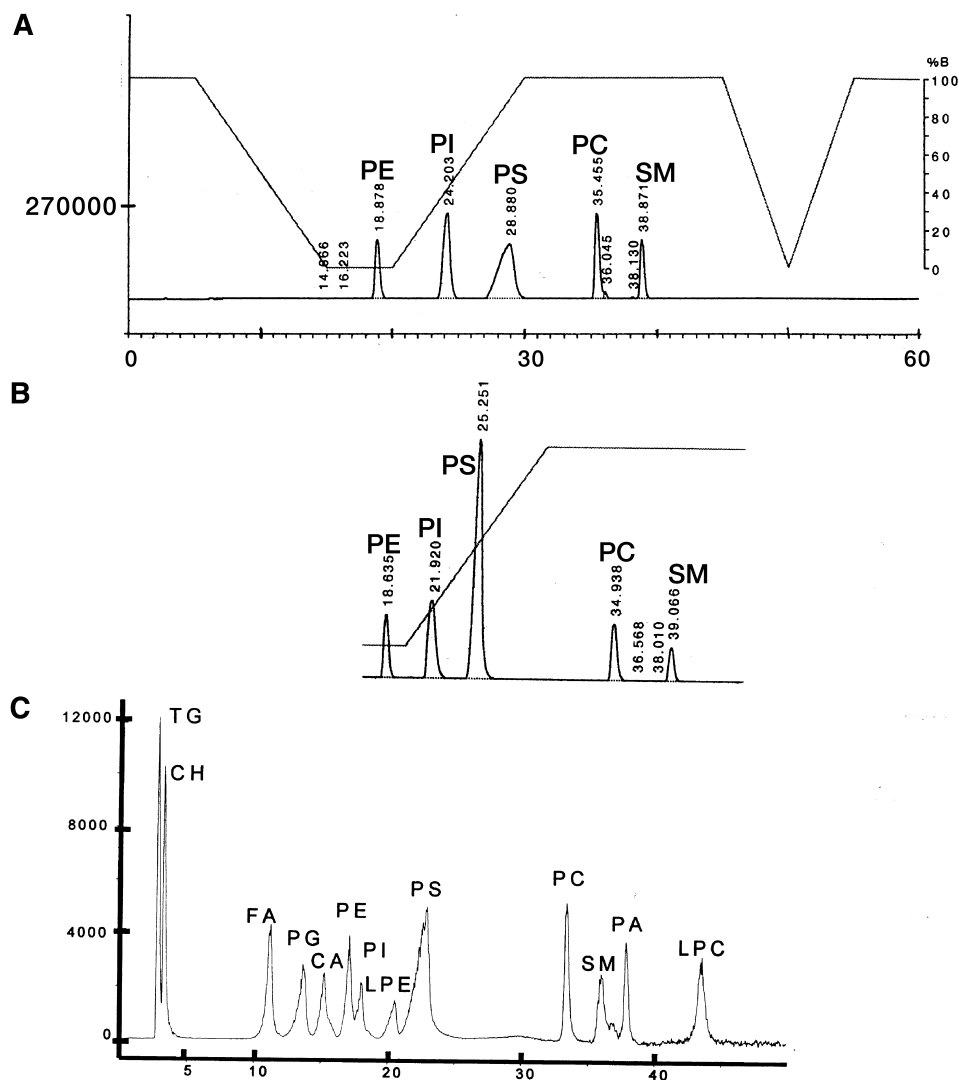 A
%B
100
80
60
40
20
0
270000
PE
PI
PS
PC
SM
14.866
16.223
18.878
24.203
28.880
35.455
36.045
38.130
38.871
0
30
60
B
PE
PI
PS
PC
SM
18.635
21.920
25.251
34.938
36.568
38.010
39.066
C
12000
8000
4000
0
TG
CH
FA
PG
CA
PE
PI
LPE
PS
PC
SM
PA
LPC
5
10
20
30
40